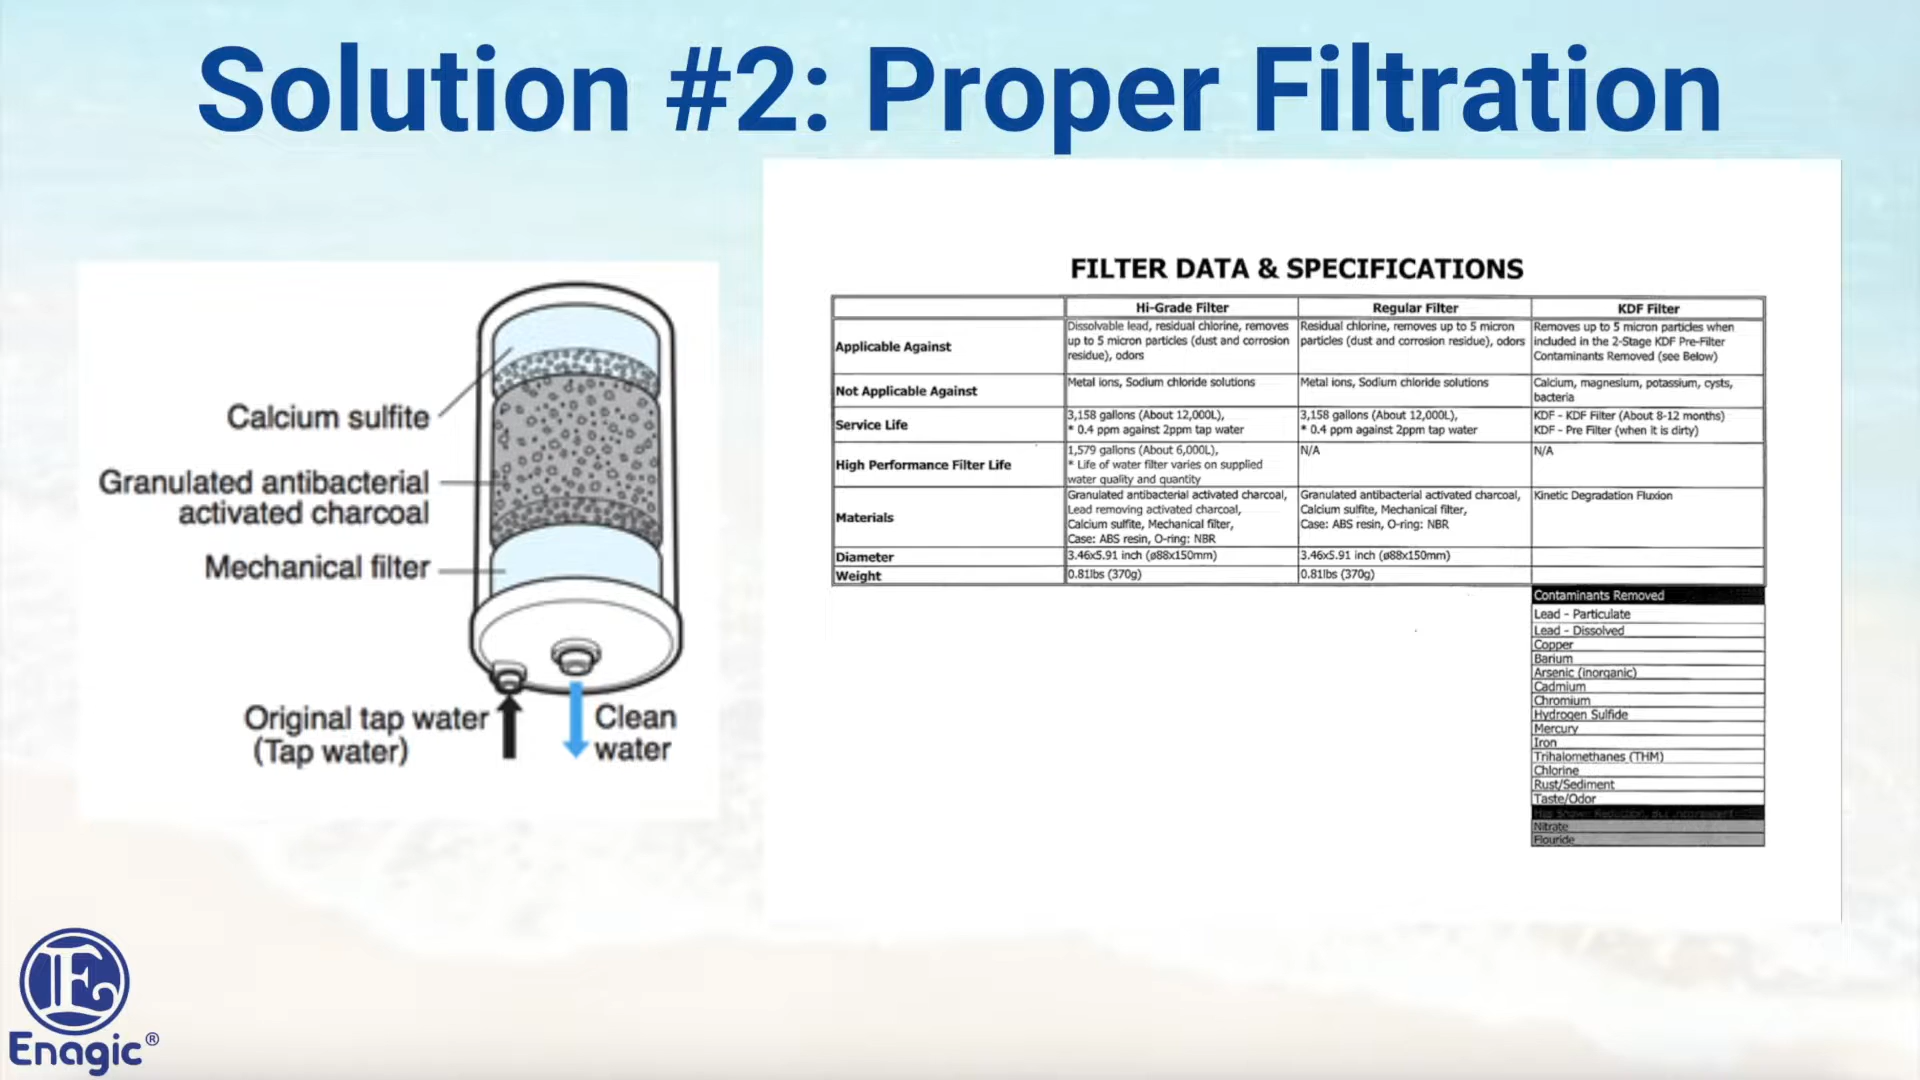 Solution #2: Proper Filtration
Calcium sulfite
Granulated antibacterial
activated charcoal
Mechanical filter
Original tap water
(Tap water)
Clean
water
FILTER DATA & SPECIFICATIONS
Hi-Grade Filter
Regular Filter
KDF Filter
Applicable Against
Dissolvable lead, residual chlorine, removes
up to 5 micron particles (dust and corrosion
residue), odors
Residual chlorine, removes up to 5 micron
particles (dust and corrosion residue), odors
Removes up to 5 micron particles when
included in the 2-Stage KDF Pre-Filter
Contaminants Removed (see Below)
Not Applicable Against
Metal ions, Sodium chloride solutions
Metal ions, Sodium chloride solutions
Calcium, magnesium, potassium, cysts,
bacteria
Service Life
3,158 gallons (About 12,000L),
* 0.4 ppm against 2ppm tap water
3,158 gallons (About 12,000L),
* 0.4 ppm against 2ppm tap water
KDF - KDF Filter (About 8-12 months)
KDF - Pre Filter (when it is dirty)
High Performance Filter Life
1,579 gallons (About 6,000L),
* Life of water filter varies on supplied
water quality and quantity
N/A
N/A
Materials
Granulated antibacterial activated charcoal,
Lead removing activated charcoal,
Calcium sulfite, Mechanical filter,
Case: ABS resin, O-ring: NBR
Granulated antibacterial activated charcoal,
Calcium sulfite, Mechanical filter,
Case: ABS resin, O-ring: NBR
Kinetic Degradation Fluxion
Diameter
3.46x5.91 inch (ø88x150mm)
3.46x5.91 inch (ø88x150mm)
Weight
0.81lbs (370g)
0.81lbs (370g)
Contaminants Removed
Lead - Particulate
Lead - Dissolved
Copper
Barium
Arsenic (inorganic)
Cadmium
Chromium
Hydrogen Sulfide
Mercury
Iron
Trihalomethanes (THM)
Chlorine
Rust/Sediment
Taste/Odor
Nitrate
Flouride
E
Enagic®